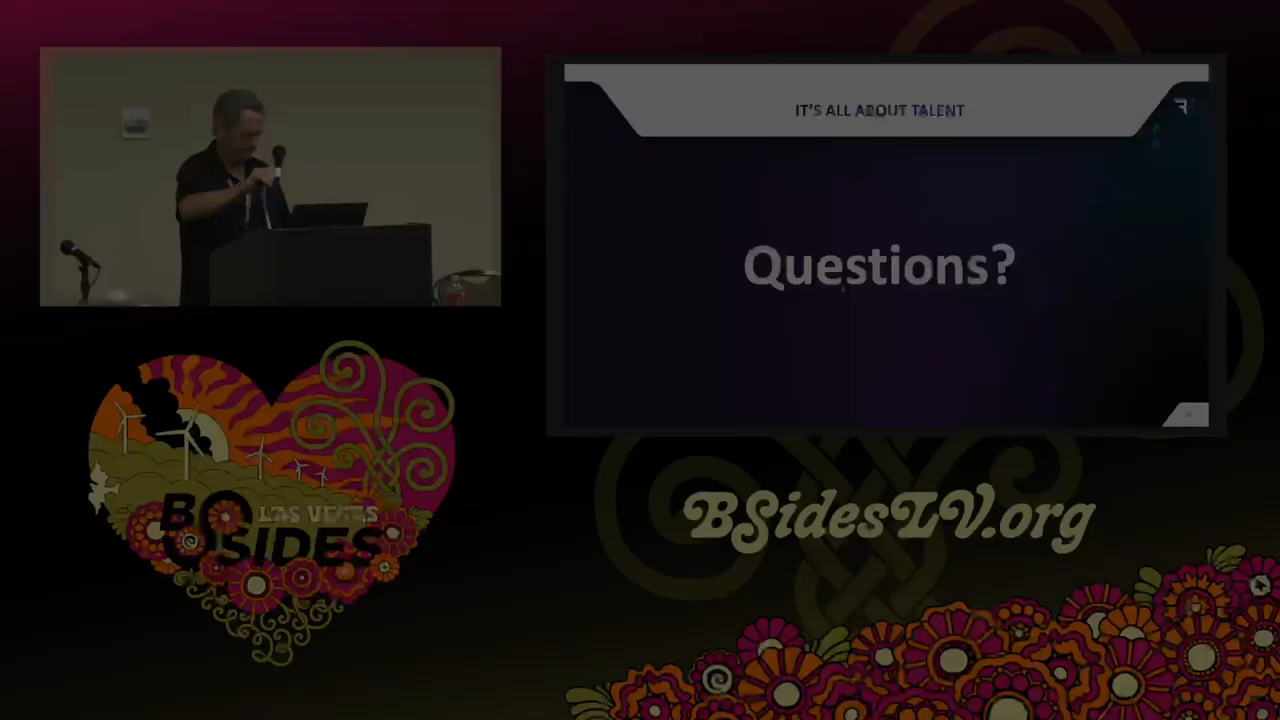 IT'S ALL ABOUT TALENT
Questions?
BSidesLV.org
LAS VEGAS
BSIDES